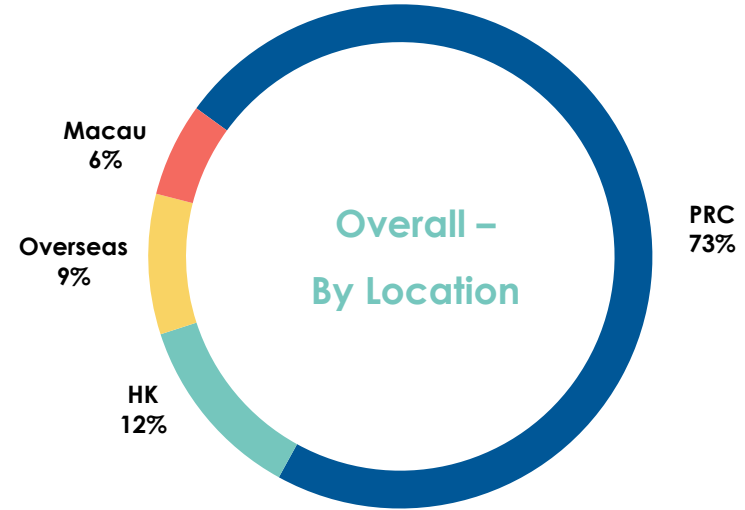 Macau
6%
Overseas
9%
HK
12%
Overall –
By Location
PRC
73%